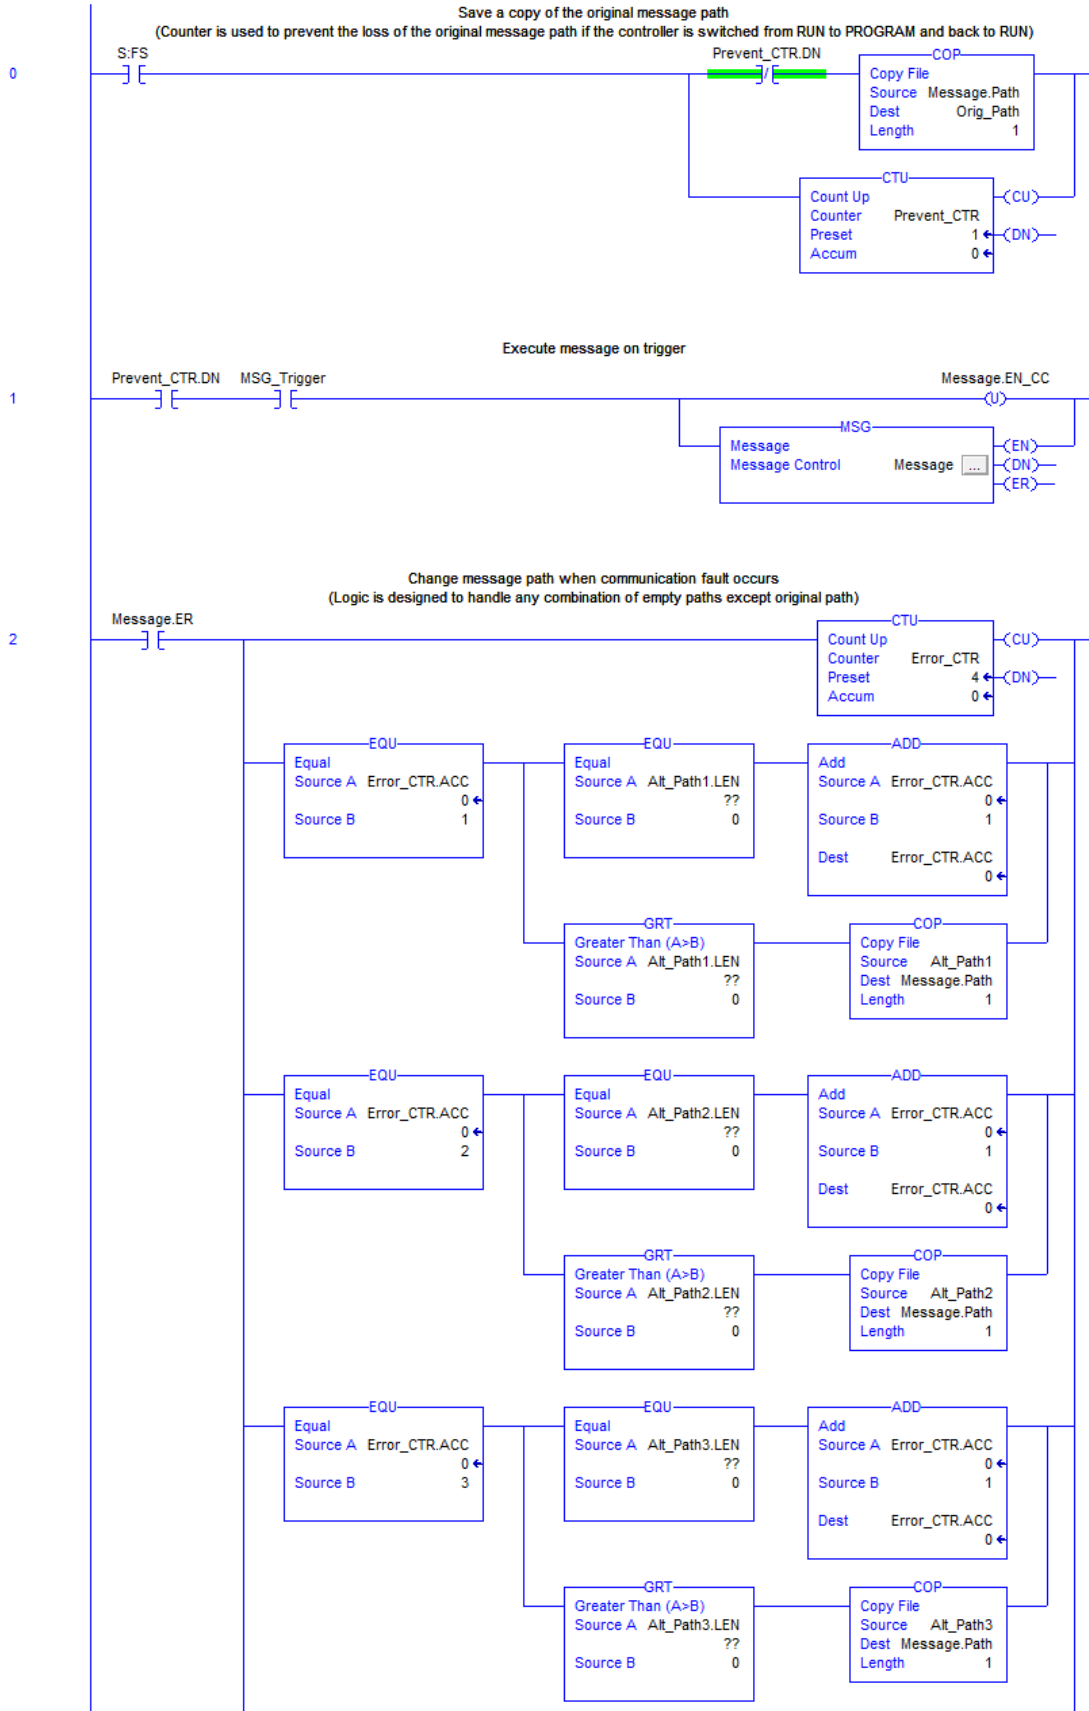 Save a copy of the original message path
(Counter is used to prevent the loss of the original message path if the controller is switched from RUN to PROGRAM and back to RUN)
S:FS
Prevent_CTR.DN
0
COP
Copy File
Source Message.Path
Dest Orig_Path
Length 1
CTU
Count Up
Counter Prevent_CTR
Preset 1
Accum 0
(CU)
(DN)
Execute message on trigger
Prevent_CTR.DN
MSG_Trigger
Message.EN_CC
1
(U)
MSG
Message
Message Control Message ...
(EN)
(DN)
(ER)
Change message path when communication fault occurs
(Logic is designed to handle any combination of empty paths except original path)
Message.ER
2
CTU
Count Up
Counter Error_CTR
Preset 4
Accum 0
(CU)
(DN)
EQU
Equal
Source A Error_CTR.ACC
0
Source B 1
EQU
Equal
Source A Alt_Path1.LEN
??
Source B 0
ADD
Add
Source A Error_CTR.ACC
0
Source B 1
Dest Error_CTR.ACC
0
GRT
Greater Than (A>B)
Source A Alt_Path1.LEN
??
Source B 0
COP
Copy File
Source Alt_Path1
Dest Message.Path
Length 1
EQU
Equal
Source A Error_CTR.ACC
0
Source B 2
EQU
Equal
Source A Alt_Path2.LEN
??
Source B 0
ADD
Add
Source A Error_CTR.ACC
0
Source B 1
Dest Error_CTR.ACC
0
GRT
Greater Than (A>B)
Source A Alt_Path2.LEN
??
Source B 0
COP
Copy File
Source Alt_Path2
Dest Message.Path
Length 1
EQU
Equal
Source A Error_CTR.ACC
0
Source B 3
EQU
Equal
Source A Alt_Path3.LEN
??
Source B 0
ADD
Add
Source A Error_CTR.ACC
0
Source B 1
Dest Error_CTR.ACC
0
GRT
Greater Than (A>B)
Source A Alt_Path3.LEN
??
Source B 0
COP
Copy File
Source Alt_Path3
Dest Message.Path
Length 1